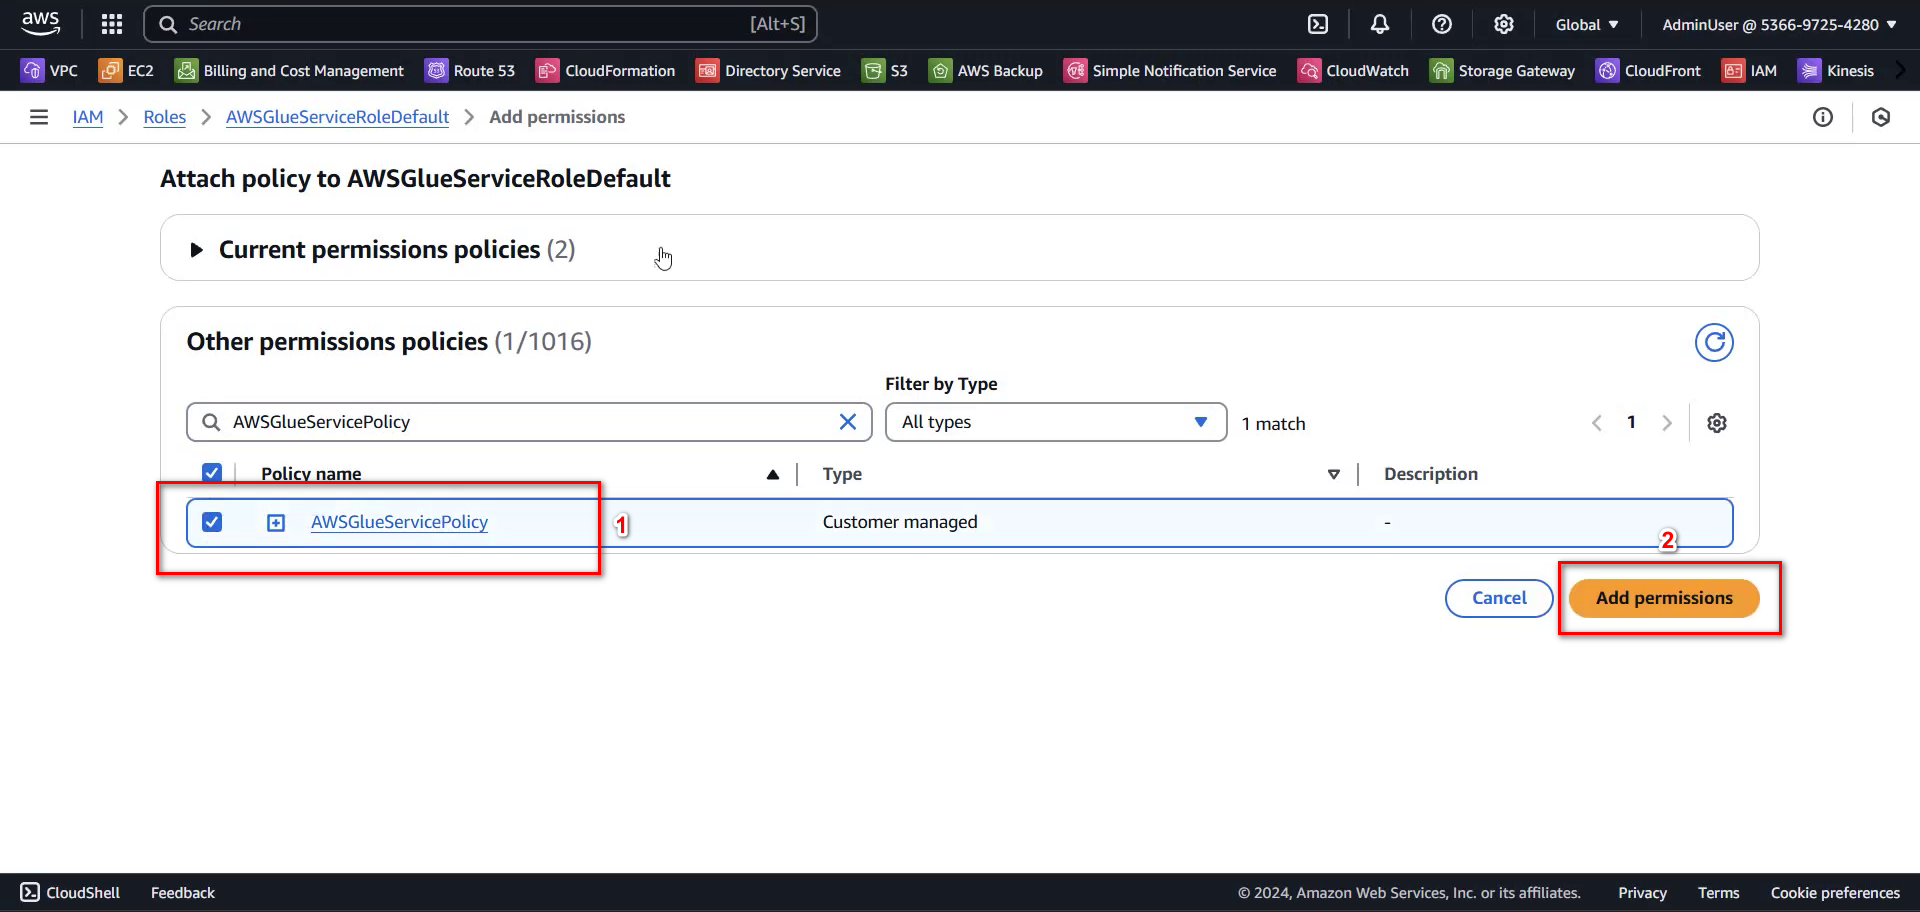 aws Search [Alt+S] Global AdminUser @ 5366-9725-4280
VPC EC2 Billing and Cost Management Route 53 CloudFormation Directory Service S3 AWS Backup Simple Notification Service CloudWatch Storage Gateway CloudFront IAM Kinesis
IAM > Roles > AWSGlueServiceRoleDefault > Add permissions
Attach policy to AWSGlueServiceRoleDefault
Current permissions policies (2)
Other permissions policies (1/1016)
Filter by Type
AWSGlueServicePolicy All types 1 match 1
Policy name Type Description
AWSGlueServicePolicy 1 Customer managed -
2
Cancel Add permissions
CloudShell Feedback © 2024, Amazon Web Services, Inc. or its affiliates. Privacy Terms Cookie preferences